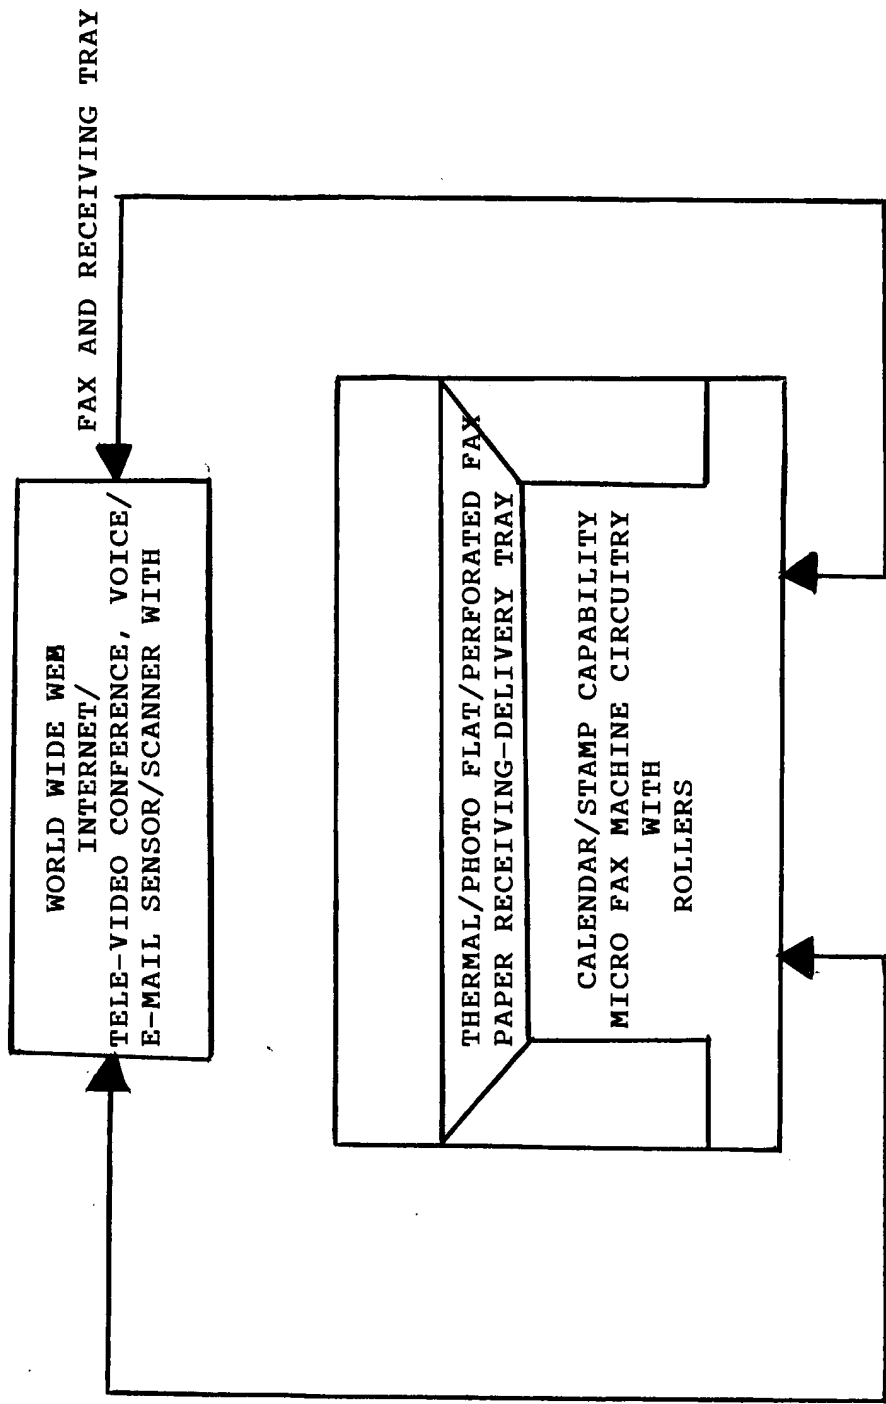 WORLD WIDE WEB
INTERNET/
TELE-VIDEO CONFERENCE, VOICE/
E-MAIL SENSOR/SCANNER WITH
FAX AND RECEIVING TRAY
THERMAL/PHOTO FLAT/PERFORATED FAX
PAPER RECEIVING-DELIVERY TRAY
CALENDAR/STAMP CAPABILITY
MICRO FAX MACHINE CIRCUITRY
WITH
ROLLERS